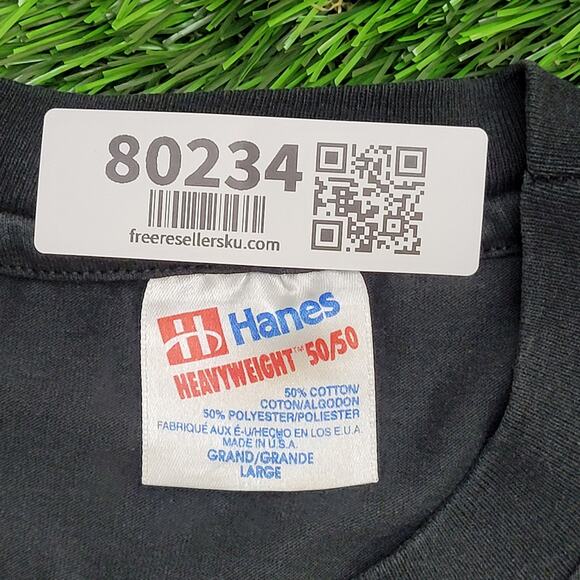 80234
freeresellersku.com
Hanes
HEAVYWEIGHT™ 50/50
50% COTTON/
COTON/ALGODON
50% POLYESTER/POLIESTER
FABRIQUÉ AUX É-U/HECHO EN LOS E.U.A.
MADE IN U.S.A.
GRAND/GRANDE
LARGE